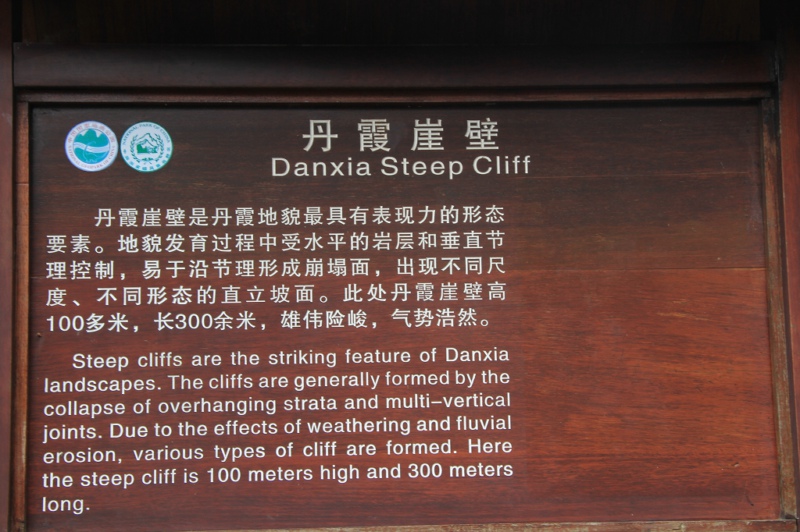 丹霞崖壁
Danxia Steep Cliff
丹霞崖壁是丹霞地貌最具有表现力的形态
要素。地貌发育过程中受水平的岩层和垂直节
理控制，易于沿节理形成崩塌面，出现不同尺
度、不同形态的直立坡面。此处丹霞崖壁高
100多米，长300余米，雄伟险峻，气势浩然。
Steep cliffs are the striking feature of Danxia
landscapes. The cliffs are generally formed by the
collapse of overhanging strata and multi–vertical
joints. Due to the effects of weathering and fluvial
erosion, various types of cliff are formed. Here
the steep cliff is 100 meters high and 300 meters
long.